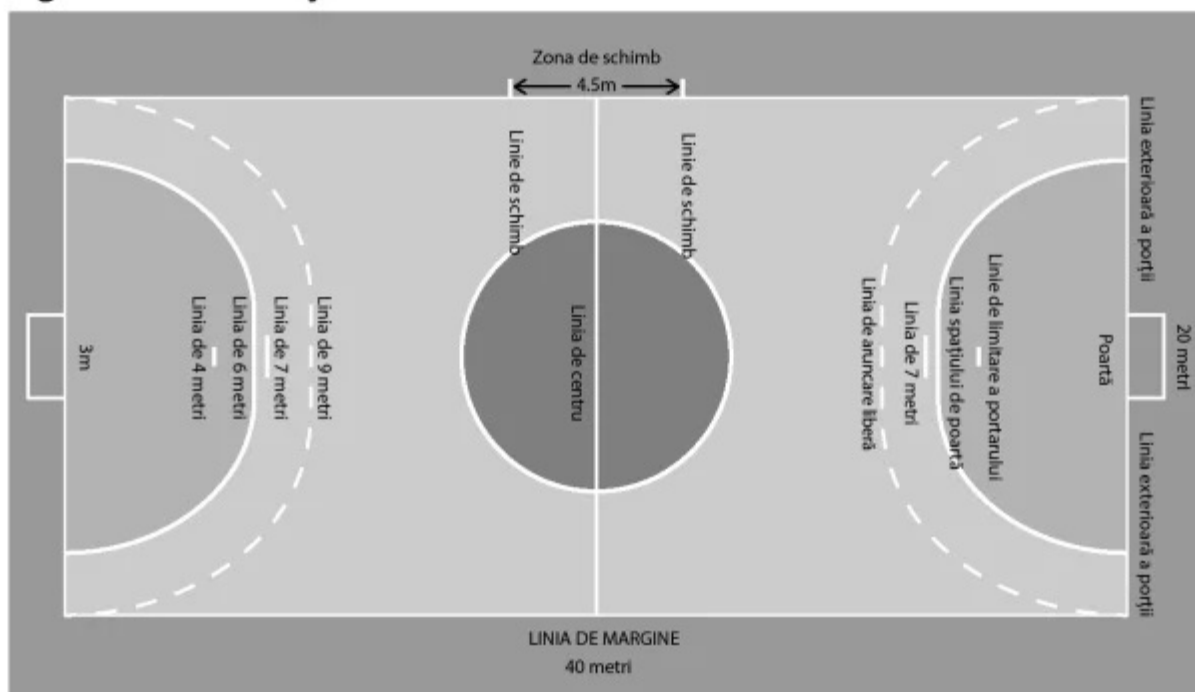 Zona de schimb
4.5m
Linie de schimb
Linie de schimb
Linia exterioară a porții
3m
Linia de 4 metri
Linia de 6 metri
Linia de 7 metri
Linia de 9 metri
Linia de centru
Linia de aruncare liberă
Linia de 7 metri
Linia spațiului de poartă
Linie de limitare a portarului
Poartă
20 metri
Linia exterioară a porții
LINIA DE MARGINE
40 metri